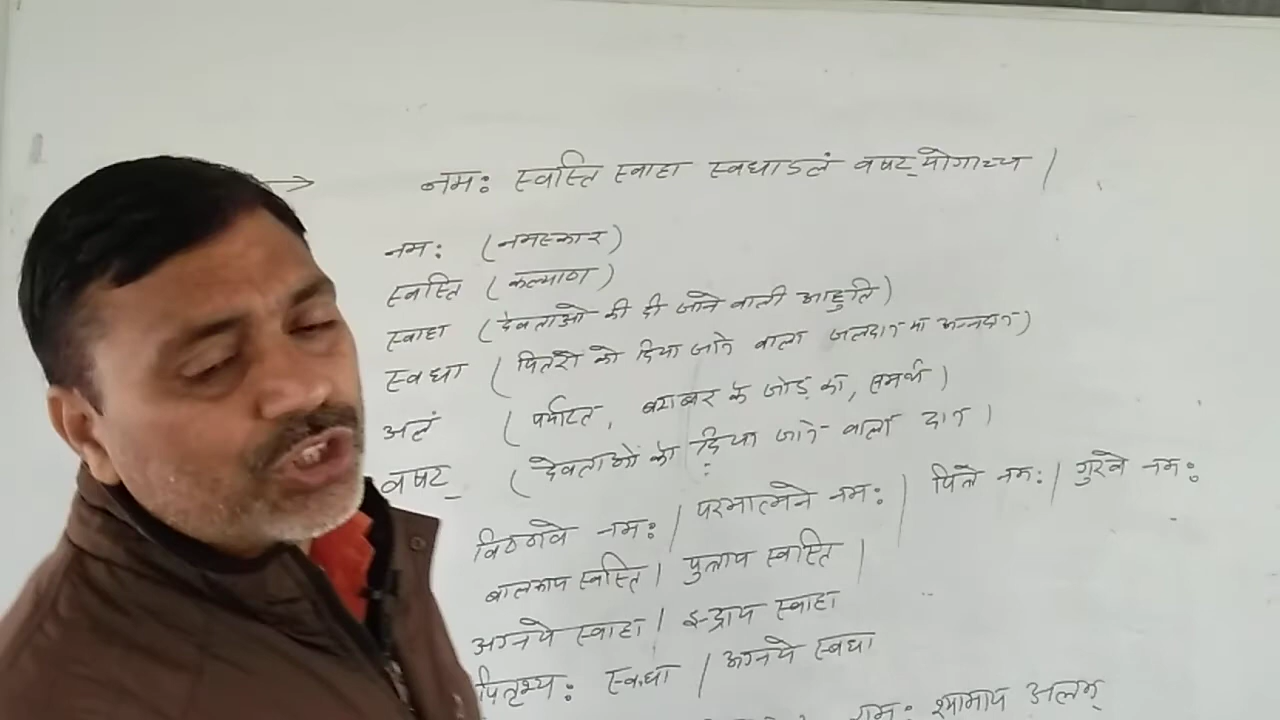 → नमः स्वस्ति स्वाहा स्वधाऽलं वषट् योगाच्च |
नमः (नमस्कार)
स्वस्ति (कल्याण)
स्वाहा (देवताओ की दी जाने वाली आहुति)
स्वधा (पितरो को दिया जाने वाला जलदान या अन्नदान)
अलं (पर्याप्त, बराबर के जोड़ का, समर्थ)
वषट् (देवताओं को दिया जाने वाला दान)
विष्णवे नमः | परमात्मने नमः | पित्रे नमः | गुरवे नमः
बालकाय स्वस्ति | पुत्राय स्वस्ति |
अग्नये स्वाहा | इन्द्राय स्वाहा
पितृभ्यः स्वधा | अग्नये स्वधा
रामः श्यामाय अलम्